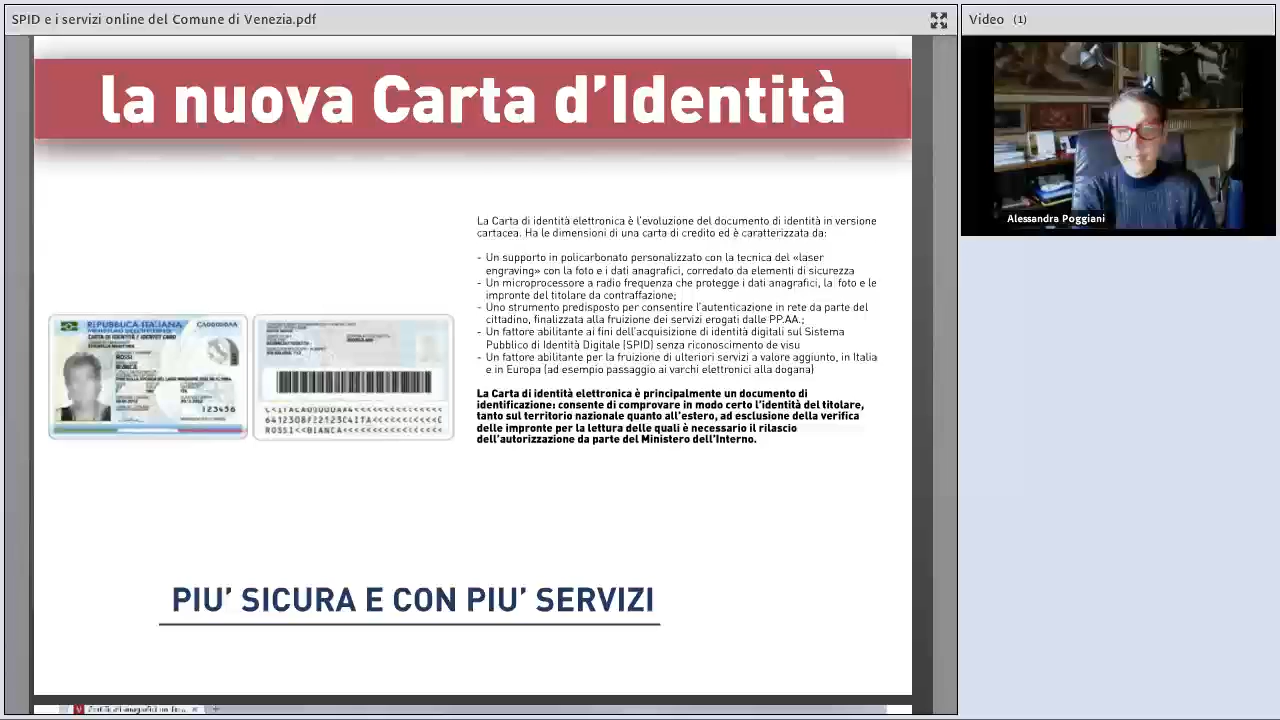 SPID e i servizi online del Comune di Venezia.pdf
Video (1)
la nuova Carta d'Identità
Alessandra Poggiani
La Carta di identità elettronica è l'evoluzione del documento di identità in versione
cartacea. Ha le dimensioni di una carta di credito ed è caratterizzata da:
- Un supporto in policarbonato personalizzato con la tecnica del «laser
engraving» con la foto e i dati anagrafici, corredato da elementi di sicurezza
- Un microprocessore a radio frequenza che protegge i dati anagrafici, la foto e le
impronte del titolare da contraffazione;
- Uno strumento predisposto per consentire l'autenticazione in rete da parte del
cittadino, finalizzata alla fruizione dei servizi erogati dalle PP.AA.;
- Un fattore abilitante ai fini dell'acquisizione di identità digitali sul Sistema
Pubblico di Identità Digitale (SPID) senza riconoscimento de visu
- Un fattore abilitante per la fruizione di ulteriori servizi a valore aggiunto, in Italia
e in Europa (ad esempio passaggio ai varchi elettronici alla dogana)
La Carta di identità elettronica è principalmente un documento di
identificazione: consente di comprovare in modo certo l'identità del titolare,
tanto sul territorio nazionale quanto all'estero, ad esclusione della verifica
delle impronte per la lettura delle quali è necessario il rilascio
dell'autorizzazione da parte del Ministero dell'Interno.
REPUBBLICA ITALIANA
CA00000AA
CARTA DI IDENTITÀ / IDENTITY CARD
ROSSI
BIANCA
123456
ROSSI<<BIANCA<<<<<<<<<<<<<<<<<
PIU' SICURA E CON PIU' SERVIZI